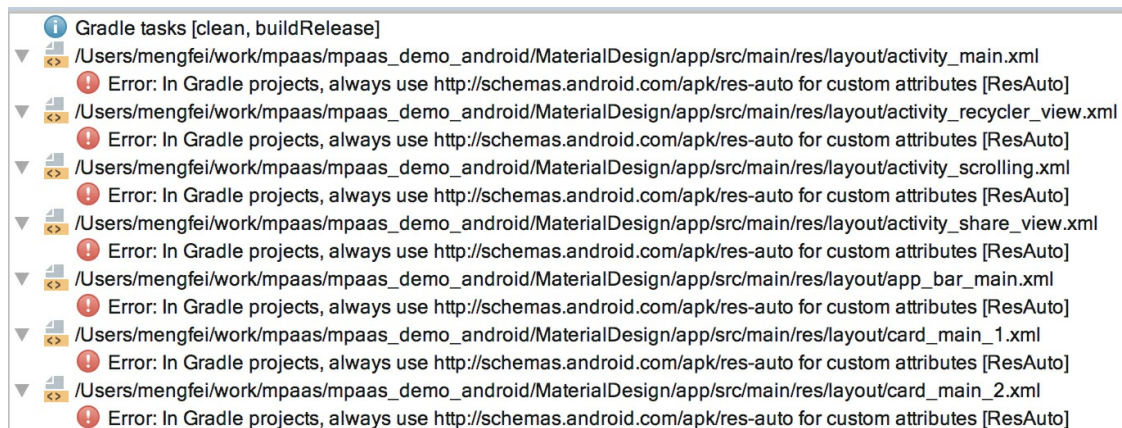 Gradle tasks [clean, buildRelease]
/Users/mengfei/work/mpaas/mpaas_demo_android/MaterialDesign/app/src/main/res/layout/activity_main.xml
Error: In Gradle projects, always use http://schemas.android.com/apk/res-auto for custom attributes [ResAuto]
/Users/mengfei/work/mpaas/mpaas_demo_android/MaterialDesign/app/src/main/res/layout/activity_recycler_view.xml
Error: In Gradle projects, always use http://schemas.android.com/apk/res-auto for custom attributes [ResAuto]
/Users/mengfei/work/mpaas/mpaas_demo_android/MaterialDesign/app/src/main/res/layout/activity_scrolling.xml
Error: In Gradle projects, always use http://schemas.android.com/apk/res-auto for custom attributes [ResAuto]
/Users/mengfei/work/mpaas/mpaas_demo_android/MaterialDesign/app/src/main/res/layout/activity_share_view.xml
Error: In Gradle projects, always use http://schemas.android.com/apk/res-auto for custom attributes [ResAuto]
/Users/mengfei/work/mpaas/mpaas_demo_android/MaterialDesign/app/src/main/res/layout/app_bar_main.xml
Error: In Gradle projects, always use http://schemas.android.com/apk/res-auto for custom attributes [ResAuto]
/Users/mengfei/work/mpaas/mpaas_demo_android/MaterialDesign/app/src/main/res/layout/card_main_1.xml
Error: In Gradle projects, always use http://schemas.android.com/apk/res-auto for custom attributes [ResAuto]
/Users/mengfei/work/mpaas/mpaas_demo_android/MaterialDesign/app/src/main/res/layout/card_main_2.xml
Error: In Gradle projects, always use http://schemas.android.com/apk/res-auto for custom attributes [ResAuto]